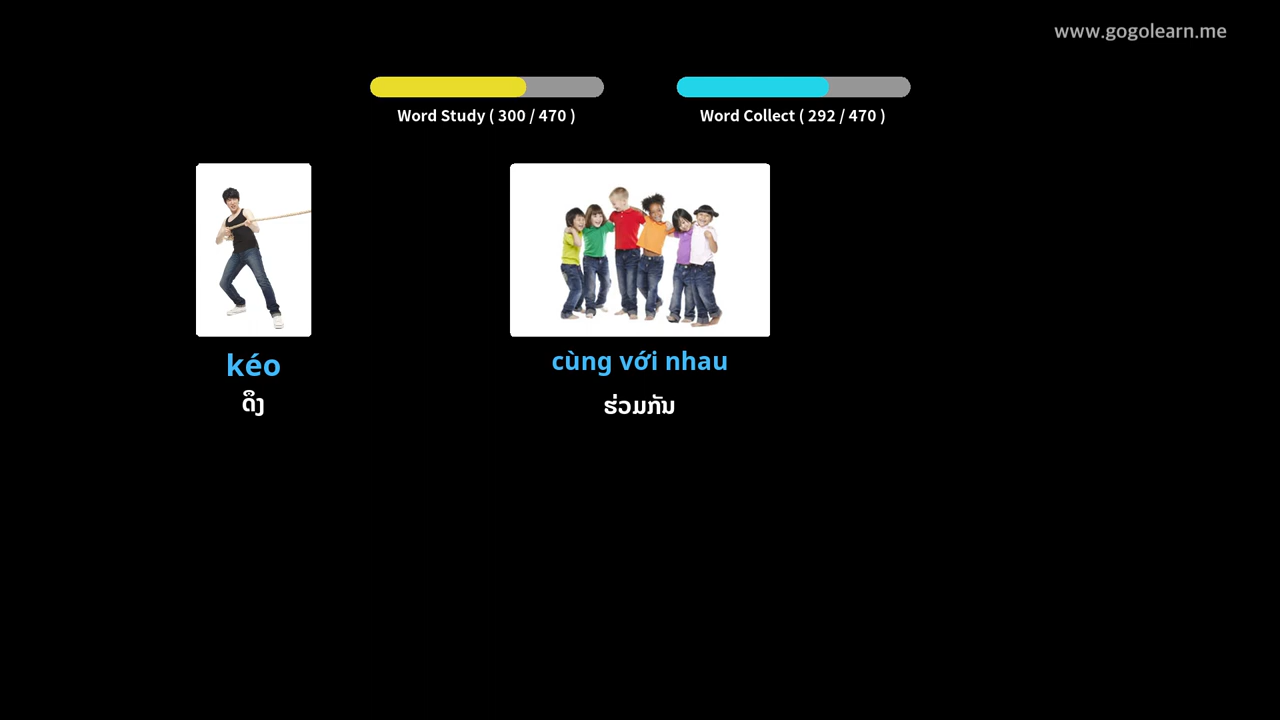 www.gogolearn.me
Word Study ( 300 / 470 )
Word Collect ( 292 / 470 )
kéo
ດຶງ
cùng với nhau
ຮ່ວມກັນ